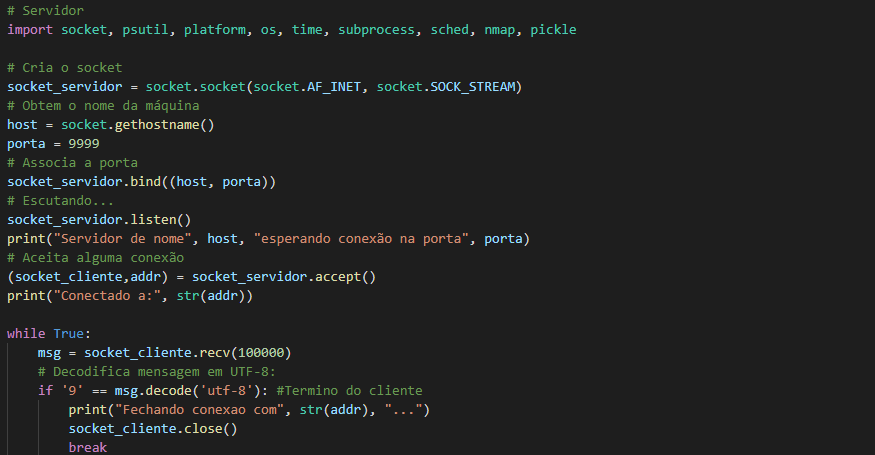 # Servidor
import socket, psutil, platform, os, time, subprocess, sched, nmap, pickle
# Cria o socket
socket_servidor = socket.socket(socket.AF_INET, socket.SOCK_STREAM)
# Obtem o nome da máquina
host = socket.gethostname()
porta = 9999
# Associa a porta
socket_servidor.bind((host, porta))
# Escutando...
socket_servidor.listen()
print("Servidor de nome", host, "esperando conexão na porta", porta)
# Aceita alguma conexão
(socket_cliente,addr) = socket_servidor.accept()
print("Conectado a:", str(addr))
while True:
    msg = socket_cliente.recv(100000)
    # Decodifica mensagem em UTF-8:
    if '9' == msg.decode('utf-8'): #Termino do cliente
        print("Fechando conexao com", str(addr), "...")
        socket_cliente.close()
        break